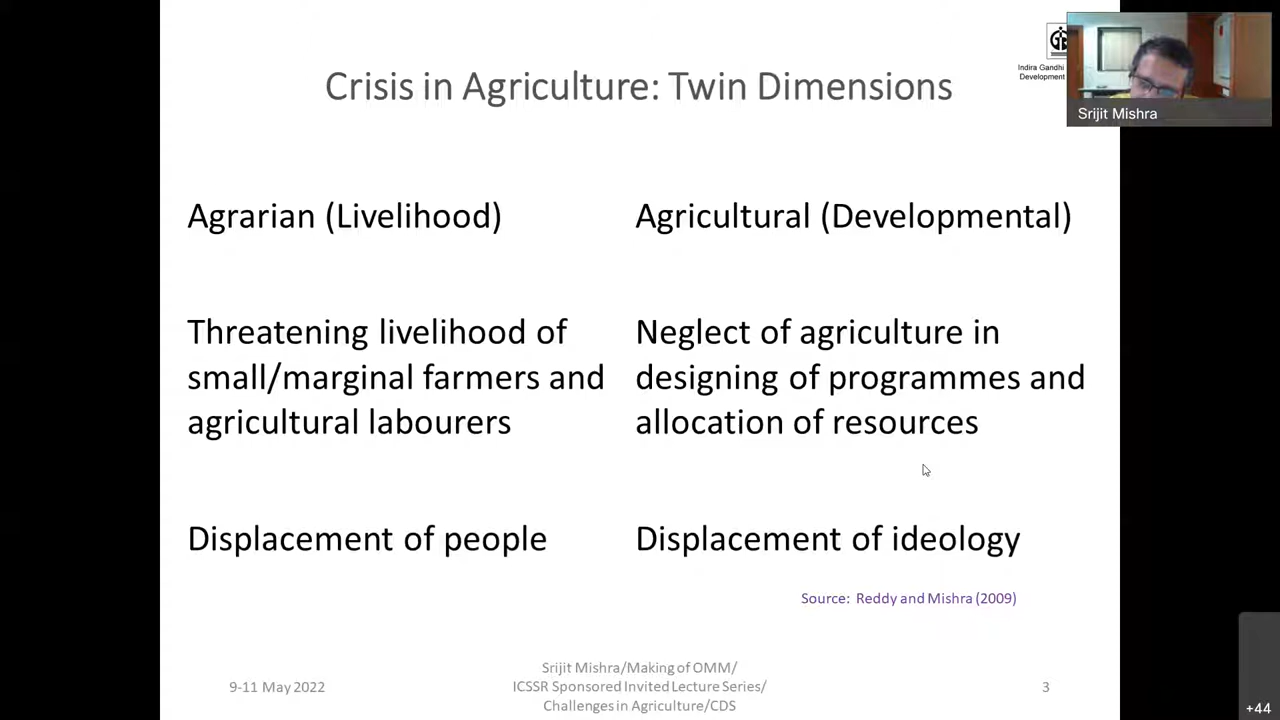 Crisis in Agriculture: Twin Dimensions
Indira Gandhi
Development
Srijit Mishra
Agrarian (Livelihood)
Agricultural (Developmental)
Threatening livelihood of
small/marginal farmers and
agricultural labourers
Neglect of agriculture in
designing of programmes and
allocation of resources
Displacement of people
Displacement of ideology
Source: Reddy and Mishra (2009)
9-11 May 2022
Srijit Mishra/Making of OMM/
ICSSR Sponsored Invited Lecture Series/
Challenges in Agriculture/CDS
3
+44